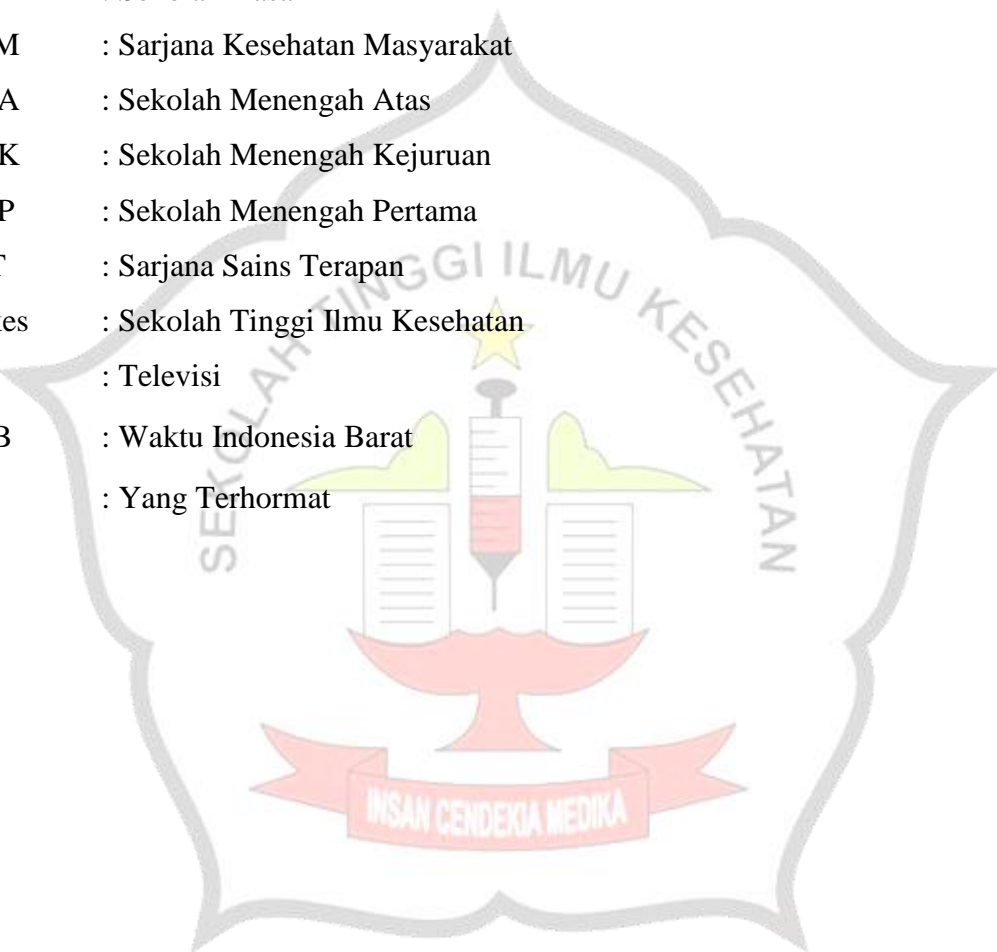 M : Sarjana Kesehatan Masyarakat
A : Sekolah Menengah Atas
K : Sekolah Menengah Kejuruan
P : Sekolah Menengah Pertama
T : Sarjana Sains Terapan
kes : Sekolah Tinggi Ilmu Kesehatan
: Televisi
B : Waktu Indonesia Barat
: Yang Terhormat
SEKOLAH TINGGI ILMU KESEHATAN
INSAN CENDEKIA MEDIKA